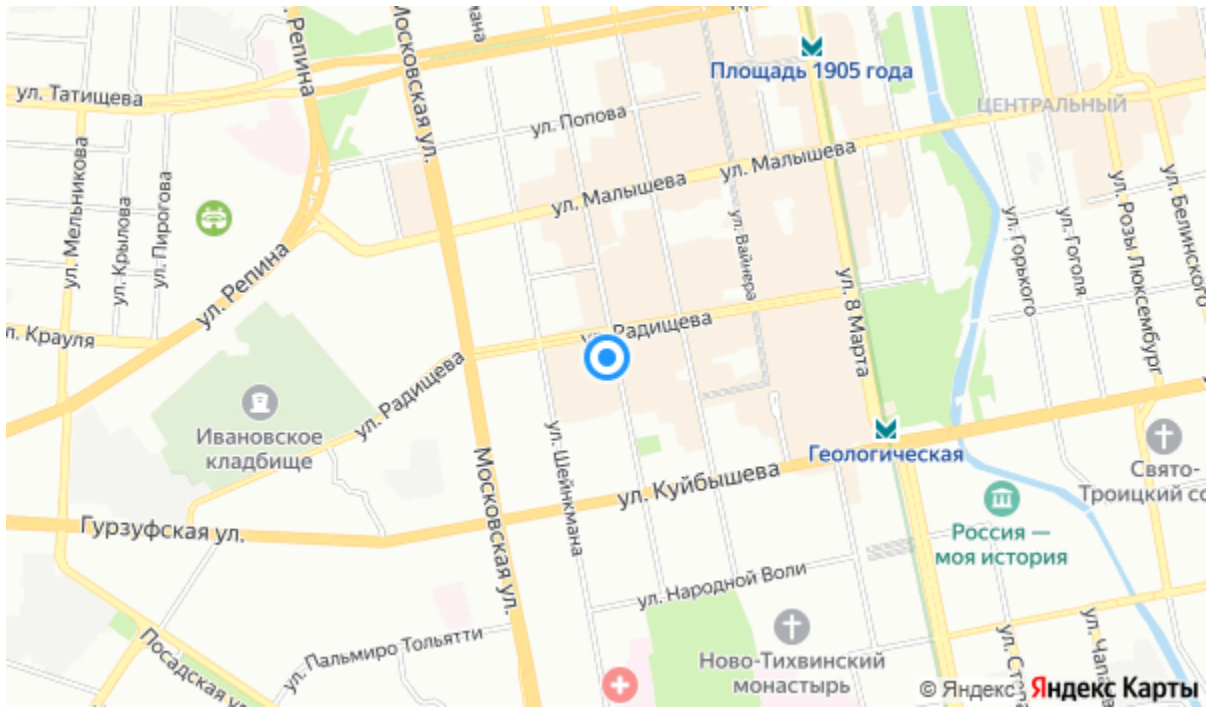 ул. Репина
Московская ул.
Площадь 1905 года
ул. Татищева
ЦЕНТРАЛЬНЫЙ
ул. Попова
ул. Мельникова
ул. Крылова
ул. Пирогова
ул. Малышева
ул. Малышева
ул. Вайнера
ул. Горького
ул. Гоголя
ул. Розы Люксембург
ул. Белинского
ул. Репина
ул. 8 Марта
л. Крауля
ул. Радищева
ул. Радищева
Ивановское
кладбище
Геологическая
ул. Шейнкмана
Московская ул.
ул. Куйбышева
Свято-
Троицкий со
Гурзуфская ул.
Россия —
моя история
ул. Народной Воли
Посадская ул.
ул. Пальмиро Тольятти
Ново-Тихвинский
монастырь
ул. Чапа
© Яндекс Яндекс Карты